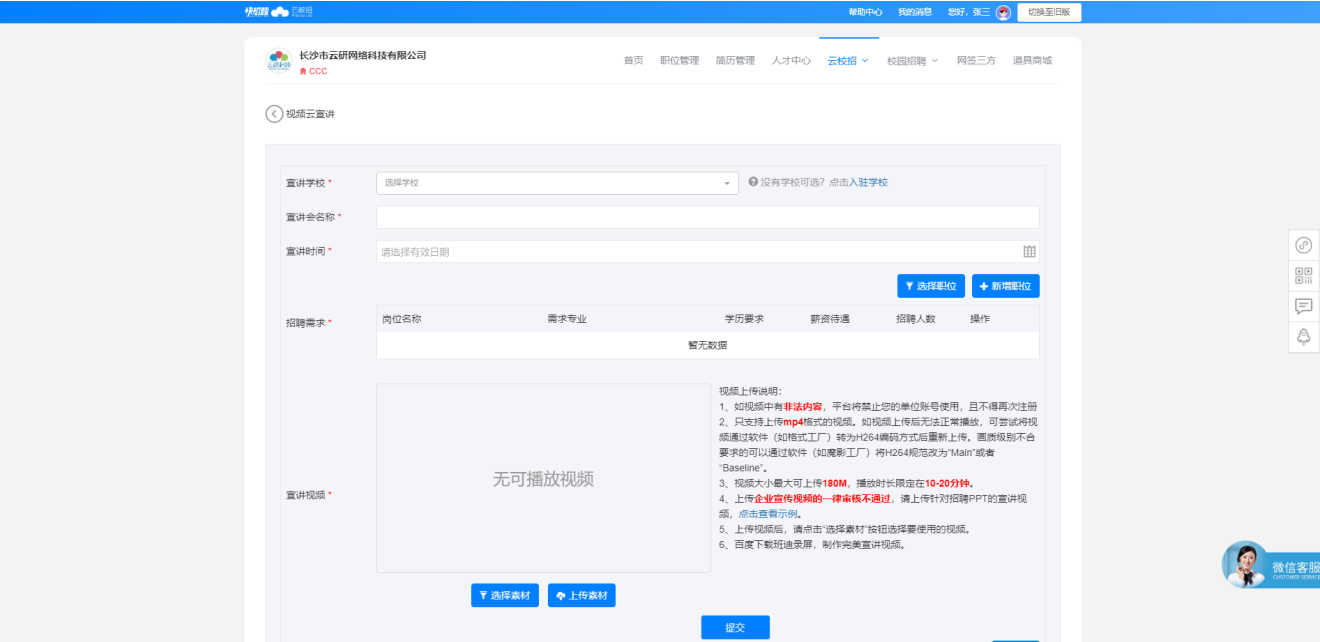 快招聘 云校招
帮助中心 我的消息 您好，张三 切换至旧版
长沙市云研网络科技有限公司
CCC
首页 职位管理 简历管理 人才中心 云校招 校园招聘 网签三方 道具商城
视频云宣讲
宣讲学校 * 选择学校 没有学校可选？点击入驻学校
宣讲会名称 *
宣讲时间 * 请选择有效日期
选择职位 新增职位
招聘需求 *
岗位名称 需求专业 学历要求 薪资待遇 招聘人数 操作
暂无数据
宣讲视频 *
无可播放视频
视频上传说明：
1、如视频中有非法内容，平台将禁止您的单位账号使用，且不得再次注册
2、只支持上传mp4格式的视频。如视频上传后无法正常播放，可尝试将视
频通过软件（如格式工厂）转为H264编码方式后重新上传。画质级别不合
要求的可以通过软件（如魔影工厂）将H264规范改为"Main"或者
"Baseline"。
3、视频大小最大可上传180M，播放时长限定在10-20分钟。
4、上传企业宣传视频的一律审核不通过，请上传针对招聘PPT的宣讲视
频，点击查看示例。
5、上传视频后，请点击"选择素材"按钮选择要使用的视频。
6、百度下载班迪录屏，制作完美宣讲视频。
选择素材 上传素材
提交
微信客服
CUSTOMER SERVICE